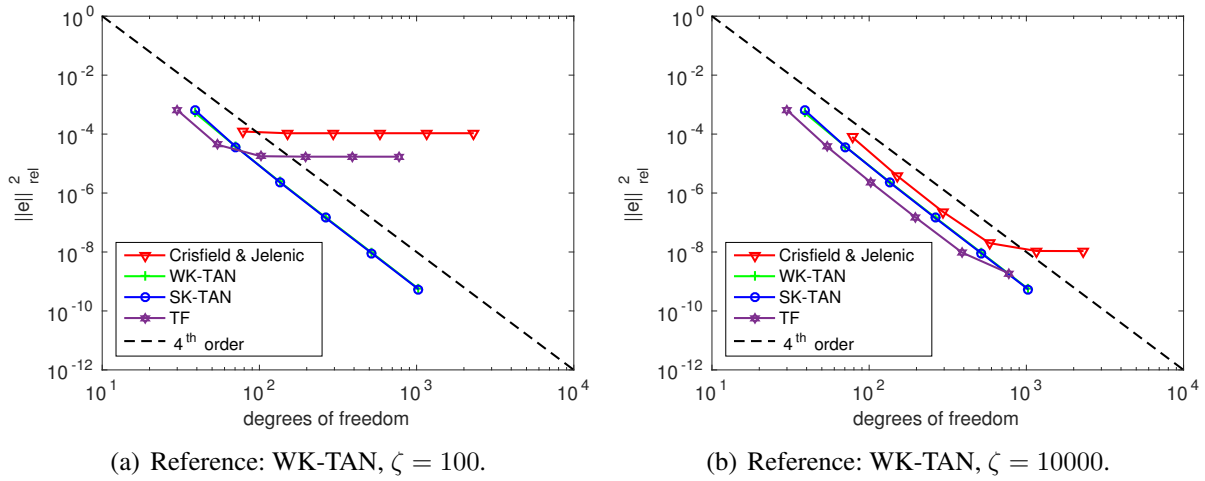 10^0
10^-2
10^-4
10^-6
10^-8
10^-10
10^-12
||e||^2_rel
Crisfield & Jelenic
WK-TAN
SK-TAN
TF
4^th order
10^1
10^2
10^3
10^4
degrees of freedom
(a) Reference: WK-TAN, ζ = 100.
10^0
10^-2
10^-4
10^-6
10^-8
10^-10
10^-12
||e||^2_rel
Crisfield & Jelenic
WK-TAN
SK-TAN
TF
4^th order
10^1
10^2
10^3
10^4
degrees of freedom
(b) Reference: WK-TAN, ζ = 10000.